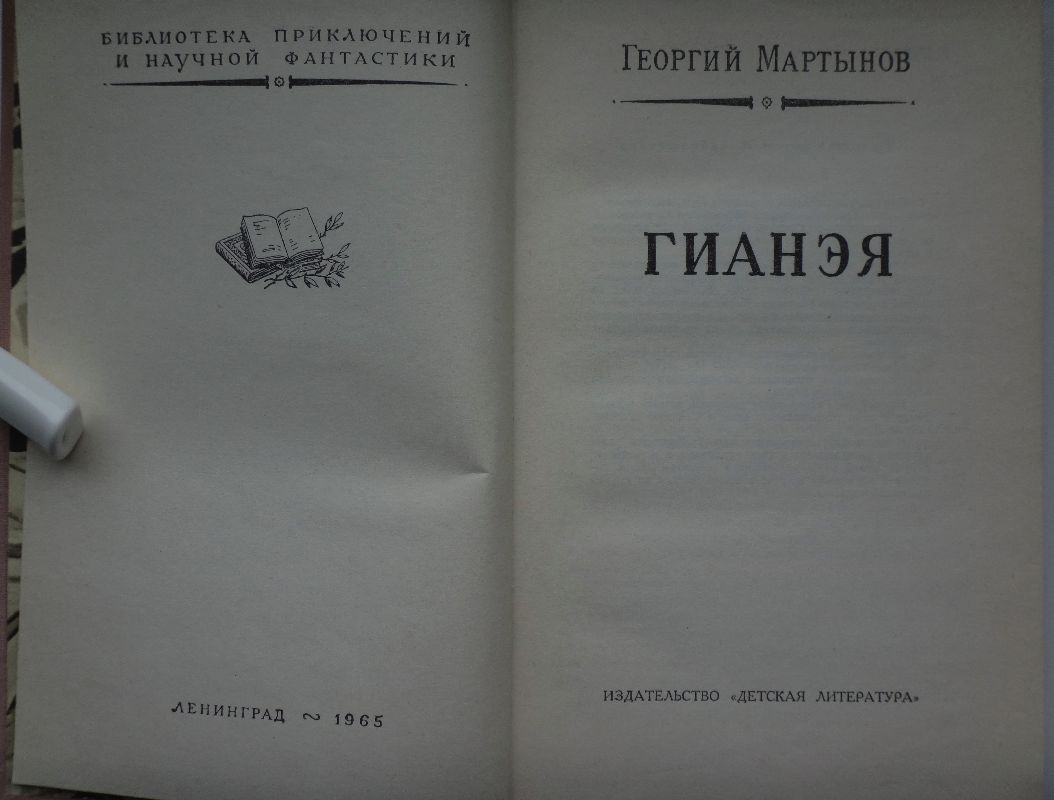 БИБЛИОТЕКА ПРИКЛЮЧЕНИЙ
И НАУЧНОЙ ФАНТАСТИКИ
ЛЕНИНГРАД ~ 1965
ГЕОРГИЙ МАРТЫНОВ
ГИАНЭЯ
ИЗДАТЕЛЬСТВО «ДЕТСКАЯ ЛИТЕРАТУРА»